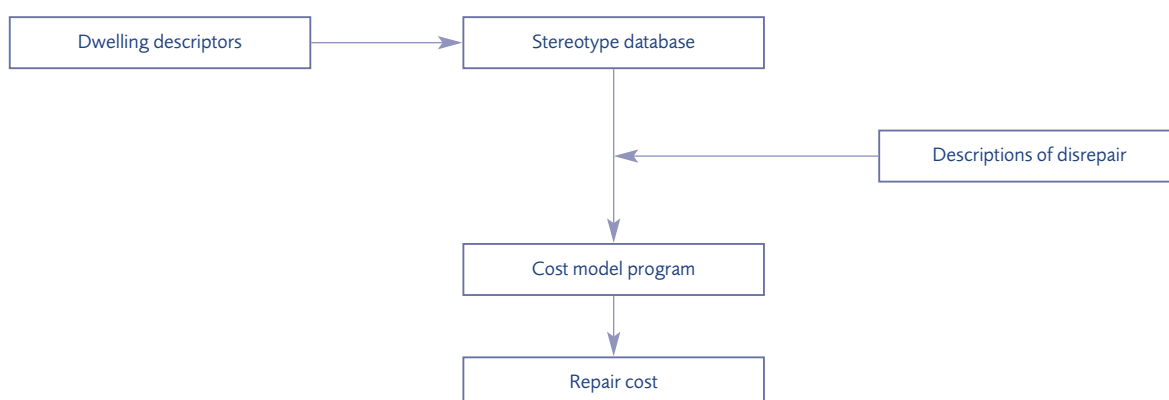 Dwelling descriptors
Stereotype database
Descriptions of disrepair
Cost model program
Repair cost